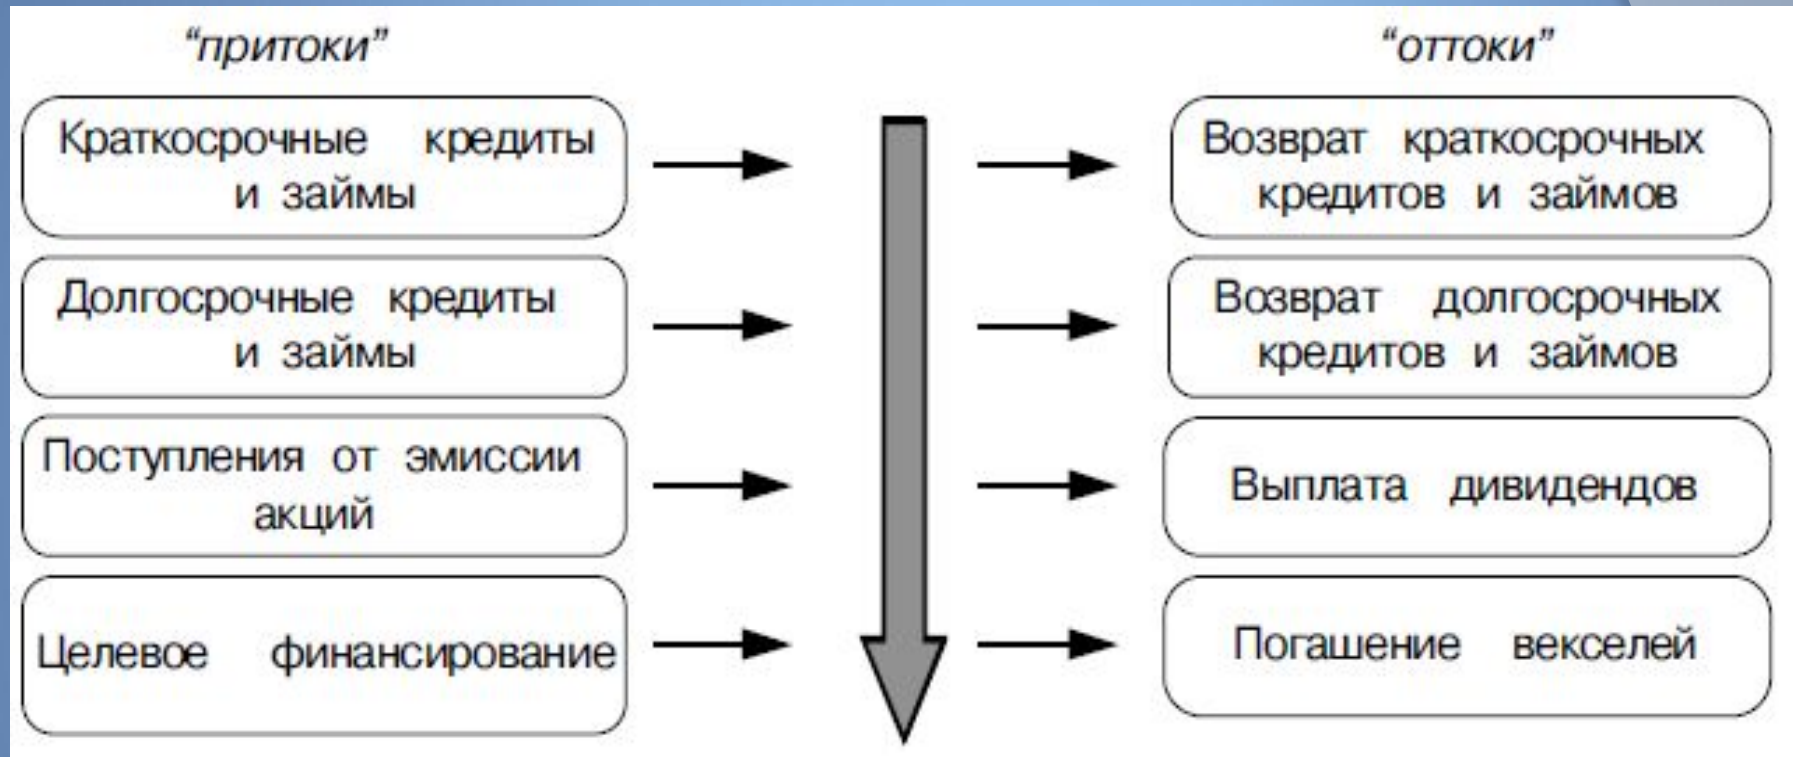 “притоки”
“оттоки”
Краткосрочные кредиты
и займы
Возврат краткосрочных
кредитов и займов
Долгосрочные кредиты
и займы
Возврат долгосрочных
кредитов и займов
Поступления от эмиссии
акций
Выплата дивидендов
Целевое финансирование
Погашение векселей